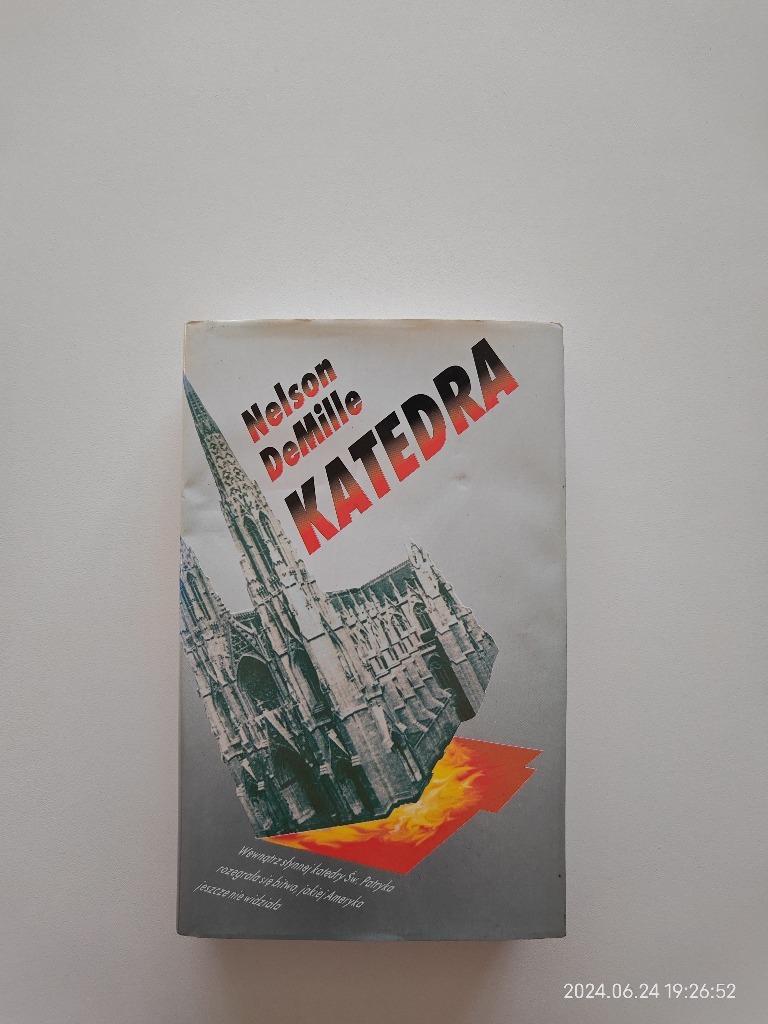 Nelson
DeMille
KATEDRA
Wewnątrz słynnej katedry Św. Patryka
rozegrała się bitwa, jakiej Ameryka
jeszcze nie widziała
2024.06.24 19:26:52